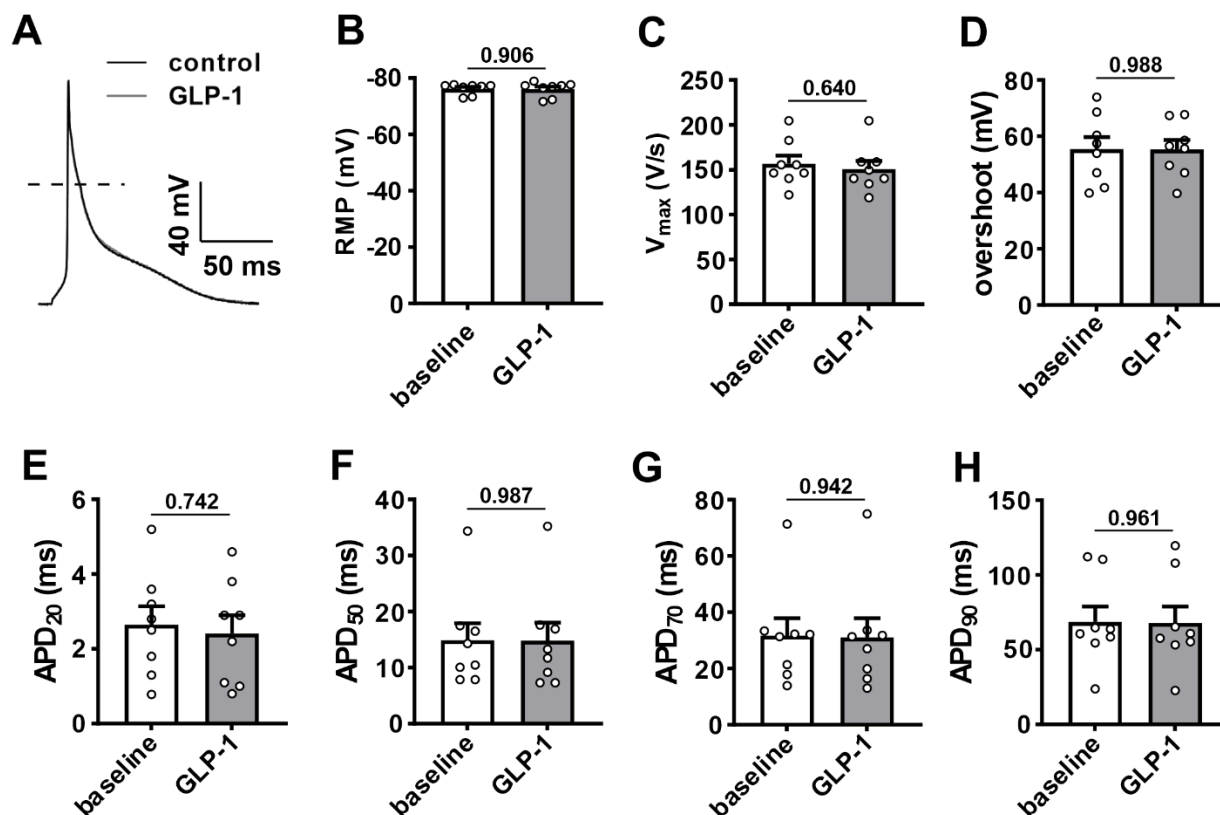 A
control
GLP-1
40 mV
50 ms
B
0.906
RMP (mV)
-80
-60
-40
-20
0
baseline
GLP-1
C
0.640
Vmax (V/s)
250
200
150
100
50
0
baseline
GLP-1
D
0.988
overshoot (mV)
80
60
40
20
0
baseline
GLP-1
E
0.742
APD20 (ms)
6
4
2
0
baseline
GLP-1
F
0.987
APD50 (ms)
40
30
20
10
0
baseline
GLP-1
G
0.942
APD70 (ms)
80
60
40
20
0
baseline
GLP-1
H
0.961
APD90 (ms)
150
100
50
0
baseline
GLP-1